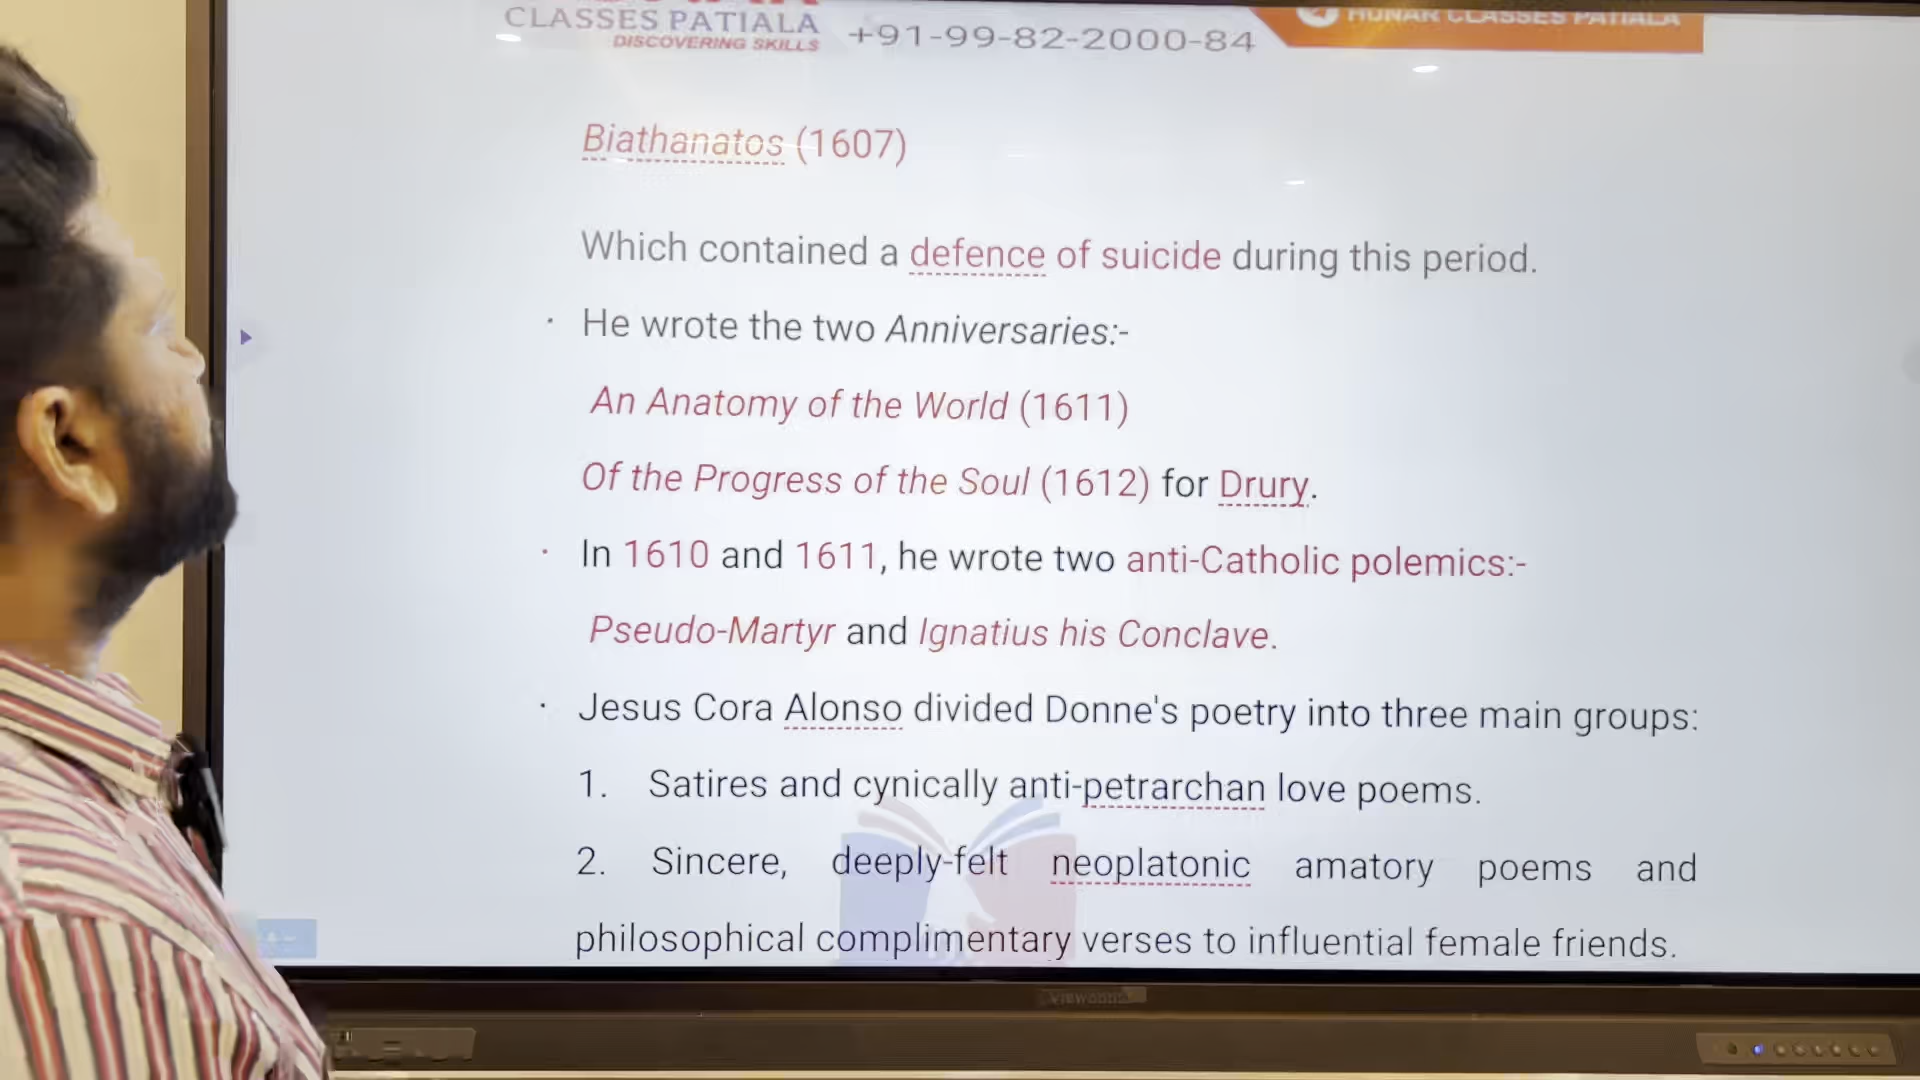 CLASSES PATIALA
DISCOVERING SKILLS
+91-99-82-2000-84
HUNAR CLASSES PATIALA
Biathanatos (1607)
Which contained a defence of suicide during this period.
· He wrote the two Anniversaries:-
An Anatomy of the World (1611)
Of the Progress of the Soul (1612) for Drury.
· In 1610 and 1611, he wrote two anti-Catholic polemics:-
Pseudo-Martyr and Ignatius his Conclave.
· Jesus Cora Alonso divided Donne's poetry into three main groups:
1. Satires and cynically anti-petrarchan love poems.
2. Sincere, deeply-felt neoplatonic amatory poems and
philosophical complimentary verses to influential female friends.